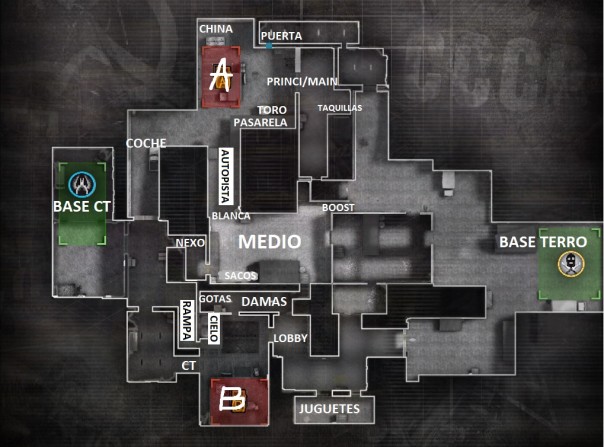 CHINA
PUERTA
A
PRINCI/MAIN
TORO
TAQUILLAS
PASARELA
COCHE
AUTOPISTA
BASE CT
BLANCA
BOOST
NEXO
MEDIO
BASE TERRO
SACOS
GOTAS
DAMAS
RAMPA
CIELO
LOBBY
CT
B
JUGUETES